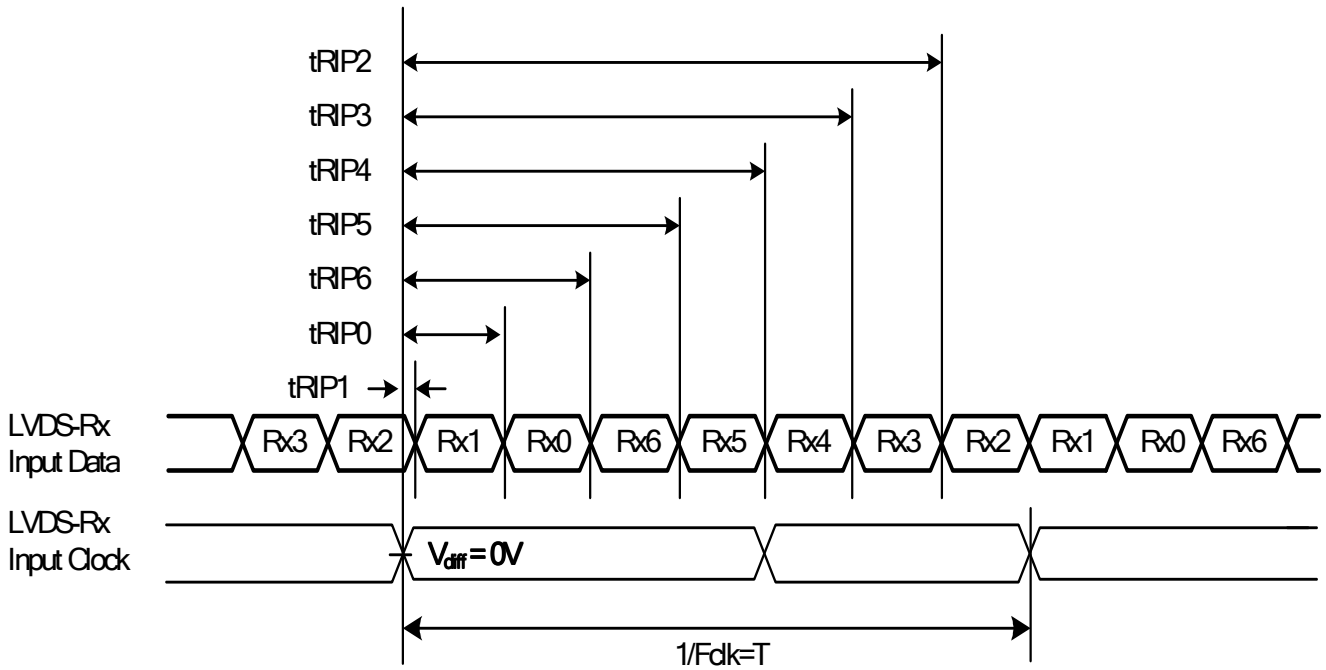 tRIP2
tRIP3
tRIP4
tRIP5
tRIP6
tRIP0
tRIP1
LVDS-Rx
Input Data
Rx3 Rx2 Rx1 Rx0 Rx6 Rx5 Rx4 Rx3 Rx2 Rx1 Rx0 Rx6
LVDS-Rx
Input Clock
Vdiff = 0V
1/Fclk=T